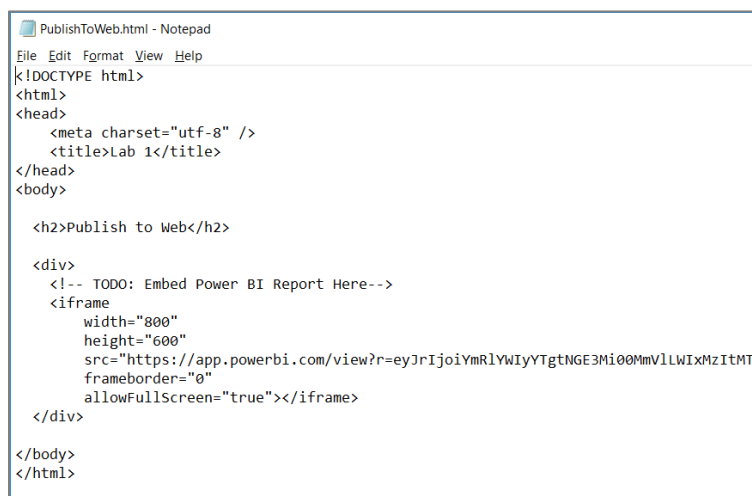 PublishToWeb.html - Notepad
File Edit Format View Help
<!DOCTYPE html>
<html>
<head>
    <meta charset="utf-8" />
    <title>Lab 1</title>
</head>
<body>
  <h2>Publish to Web</h2>
  <div>
    <!-- TODO: Embed Power BI Report Here-->
    <iframe
        width="800"
        height="600"
        src="https://app.powerbi.com/view?r=eyJrIjoiYmRlYWIyYTgtNGE3Mi00MmVlLWIxMzItMT
        frameborder="0"
        allowFullScreen="true"></iframe>
  </div>
</body>
</html>